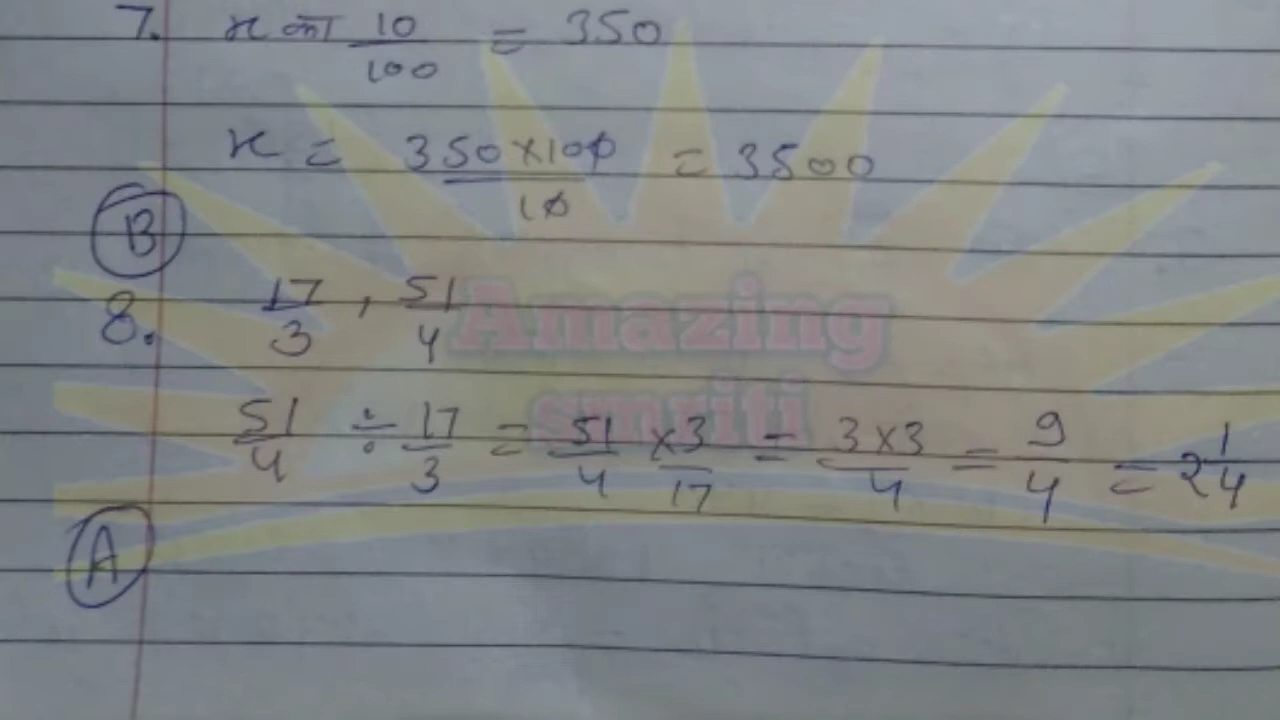 7. x का 10/100 = 350
x = 350×100/10 = 3500
B
8. 17/3 , 51/4
51/4 ÷ 17/3 = 51/4 × 3/17 = 3×3/4 = 9/4 = 2 1/4
A
Amazing
smriti